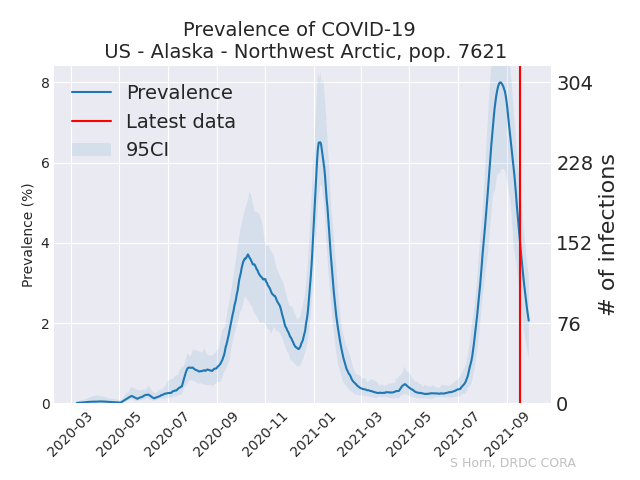 Prevalence of COVID-19
US - Alaska - Northwest Arctic, pop. 7621
Prevalence
Latest data
95CI
Prevalence (%)
8
6
4
2
0
304
228
152
76
0
# of infections
2020-03
2020-05
2020-07
2020-09
2020-11
2021-01
2021-03
2021-05
2021-07
2021-09
S Horn, DRDC CORA